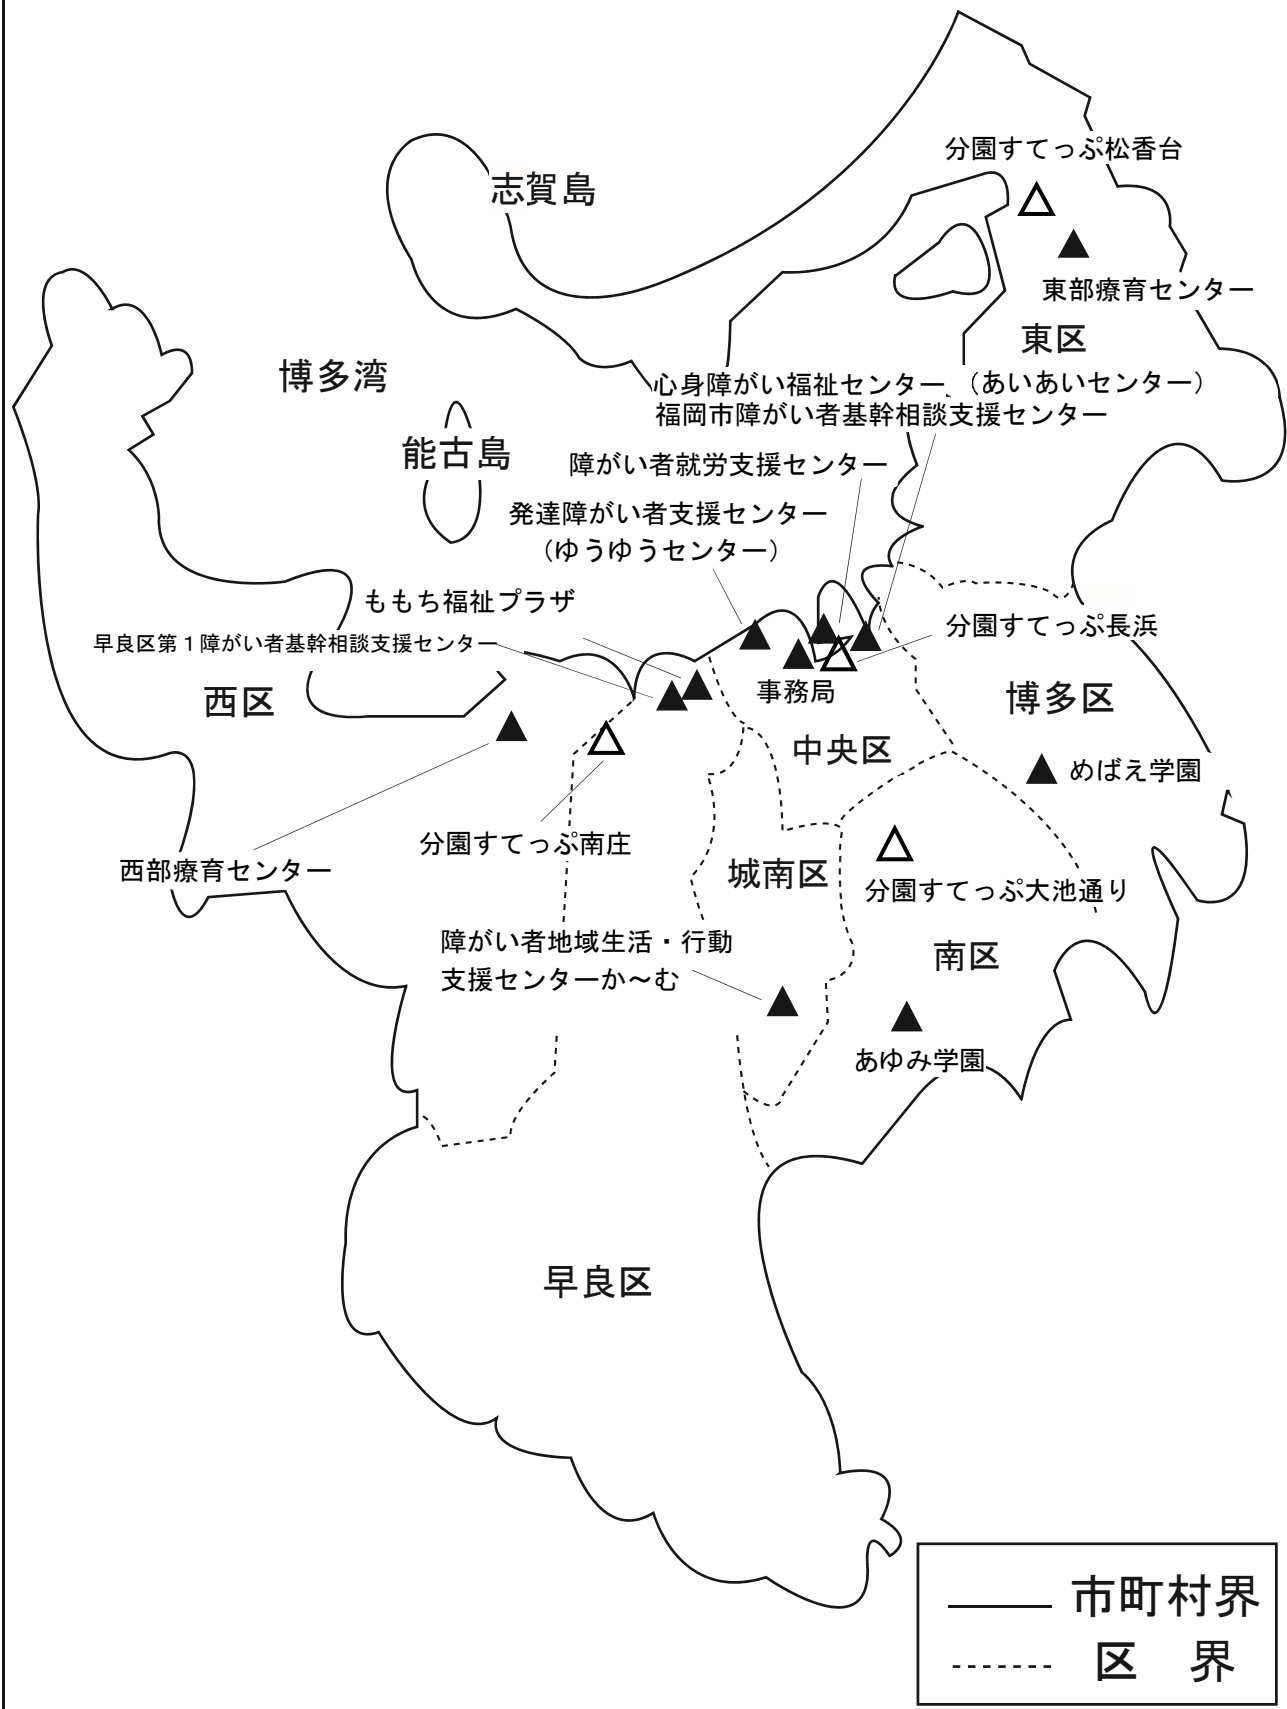 分園すてっぷ松香台
志賀島
東部療育センター
東区
博多湾
心身障がい福祉センター（あいあいセンター）
福岡市障がい者基幹相談支援センター
能古島
障がい者就労支援センター
発達障がい者支援センター
（ゆうゆうセンター）
ももち福祉プラザ
分園すてっぷ長浜
早良区第１障がい者基幹相談支援センター
西区
事務局
博多区
中央区
めばえ学園
分園すてっぷ南庄
西部療育センター
城南区
分園すてっぷ大池通り
障がい者地域生活・行動
支援センターか～む
南区
あゆみ学園
早良区
市町村界
区　界